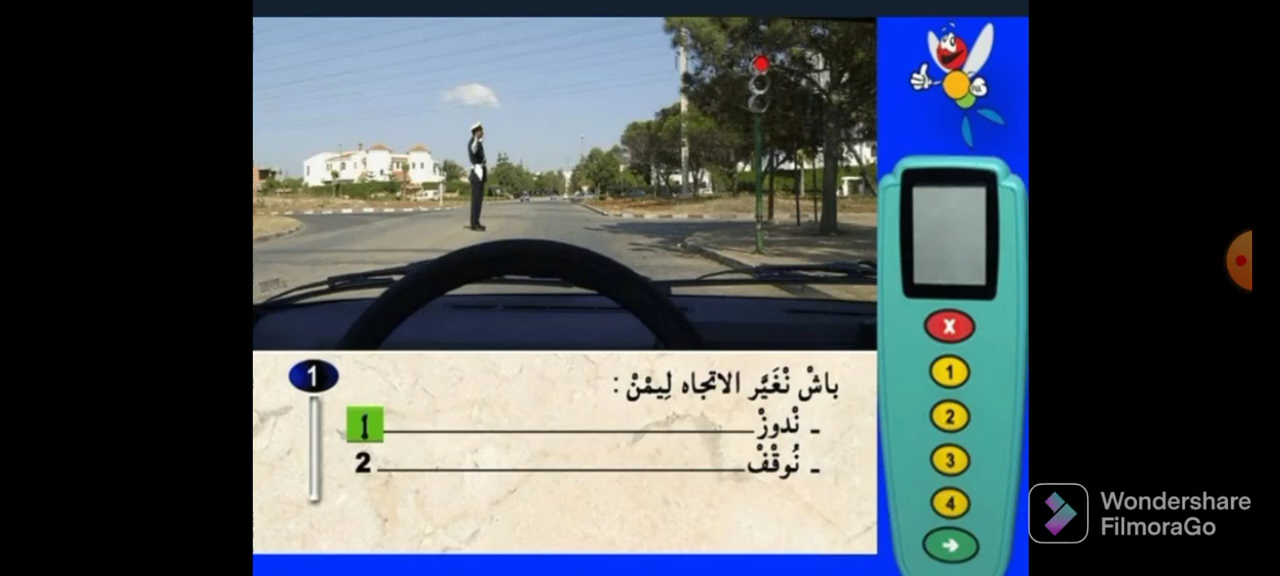 1
باشْ نْغَيَّر الاتجاه لِيمْنْ :
ـ نْدوزْ 1
ـ نُوقْفْ 2
X
1
2
3
4
Wondershare
FilmoraGo